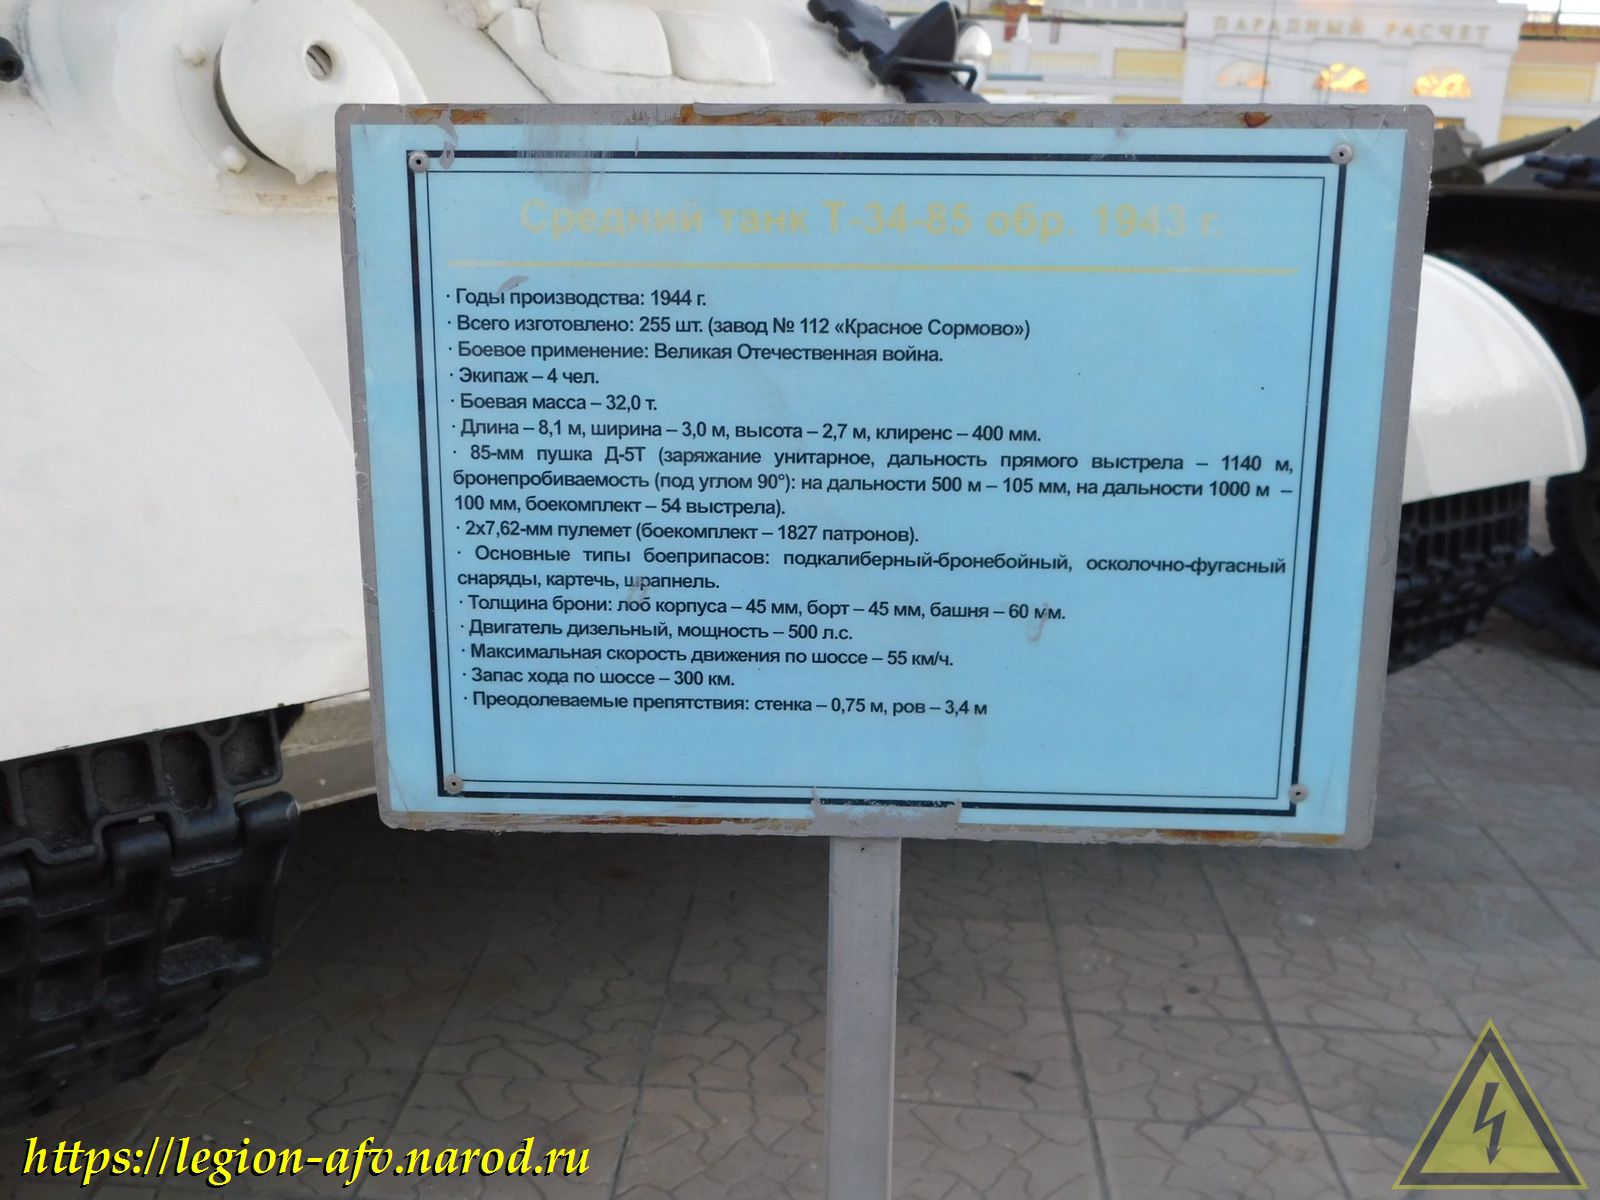 ПАРАДНЫЙ РАСЧЕТ
Средний танк Т-34-85 обр. 1943 г.
· Годы производства: 1944 г.
· Всего изготовлено: 255 шт. (завод № 112 «Красное Сормово»)
· Боевое применение: Великая Отечественная война.
· Экипаж – 4 чел.
· Боевая масса – 32,0 т.
· Длина – 8,1 м, ширина – 3,0 м, высота – 2,7 м, клиренс – 400 мм.
· 85-мм пушка Д-5Т (заряжание унитарное, дальность прямого выстрела – 1140 м,
бронепробиваемость (под углом 90°): на дальности 500 м – 105 мм, на дальности 1000 м –
100 мм, боекомплект – 54 выстрела).
· 2х7,62-мм пулемет (боекомплект – 1827 патронов).
· Основные типы боеприпасов: подкалиберный-бронебойный, осколочно-фугасный
снаряды, картечь, шрапнель.
· Толщина брони: лоб корпуса – 45 мм, борт – 45 мм, башня – 60 мм.
· Двигатель дизельный, мощность – 500 л.с.
· Максимальная скорость движения по шоссе – 55 км/ч.
· Запас хода по шоссе – 300 км.
· Преодолеваемые препятствия: стенка – 0,75 м, ров – 3,4 м
https://legion-afv.narod.ru